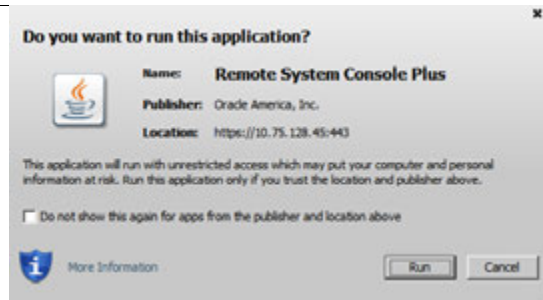 Do you want to run this application?
Name: Remote System Console Plus
Publisher: Oracle America, Inc.
Location: https://10.75.128.45:443
This application will run with unrestricted access which may put your computer and personal
information at risk. Run this application only if you trust the location and publisher above.
Do not show this again for apps from the publisher and location above
More Information
Run
Cancel